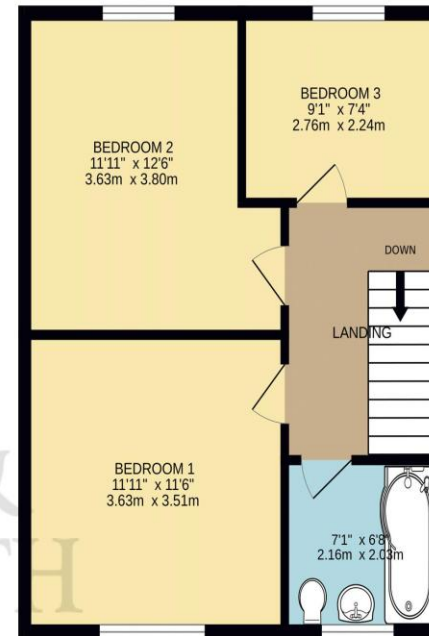 BEDROOM 2
11'11" x 12'6"
3.63m x 3.80m
BEDROOM 3
9'1" x 7'4"
2.76m x 2.24m
DOWN
LANDING
BEDROOM 1
11'11" x 11'6"
3.63m x 3.51m
7'1" x 6'8"
2.16m x 2.03m
&
TH